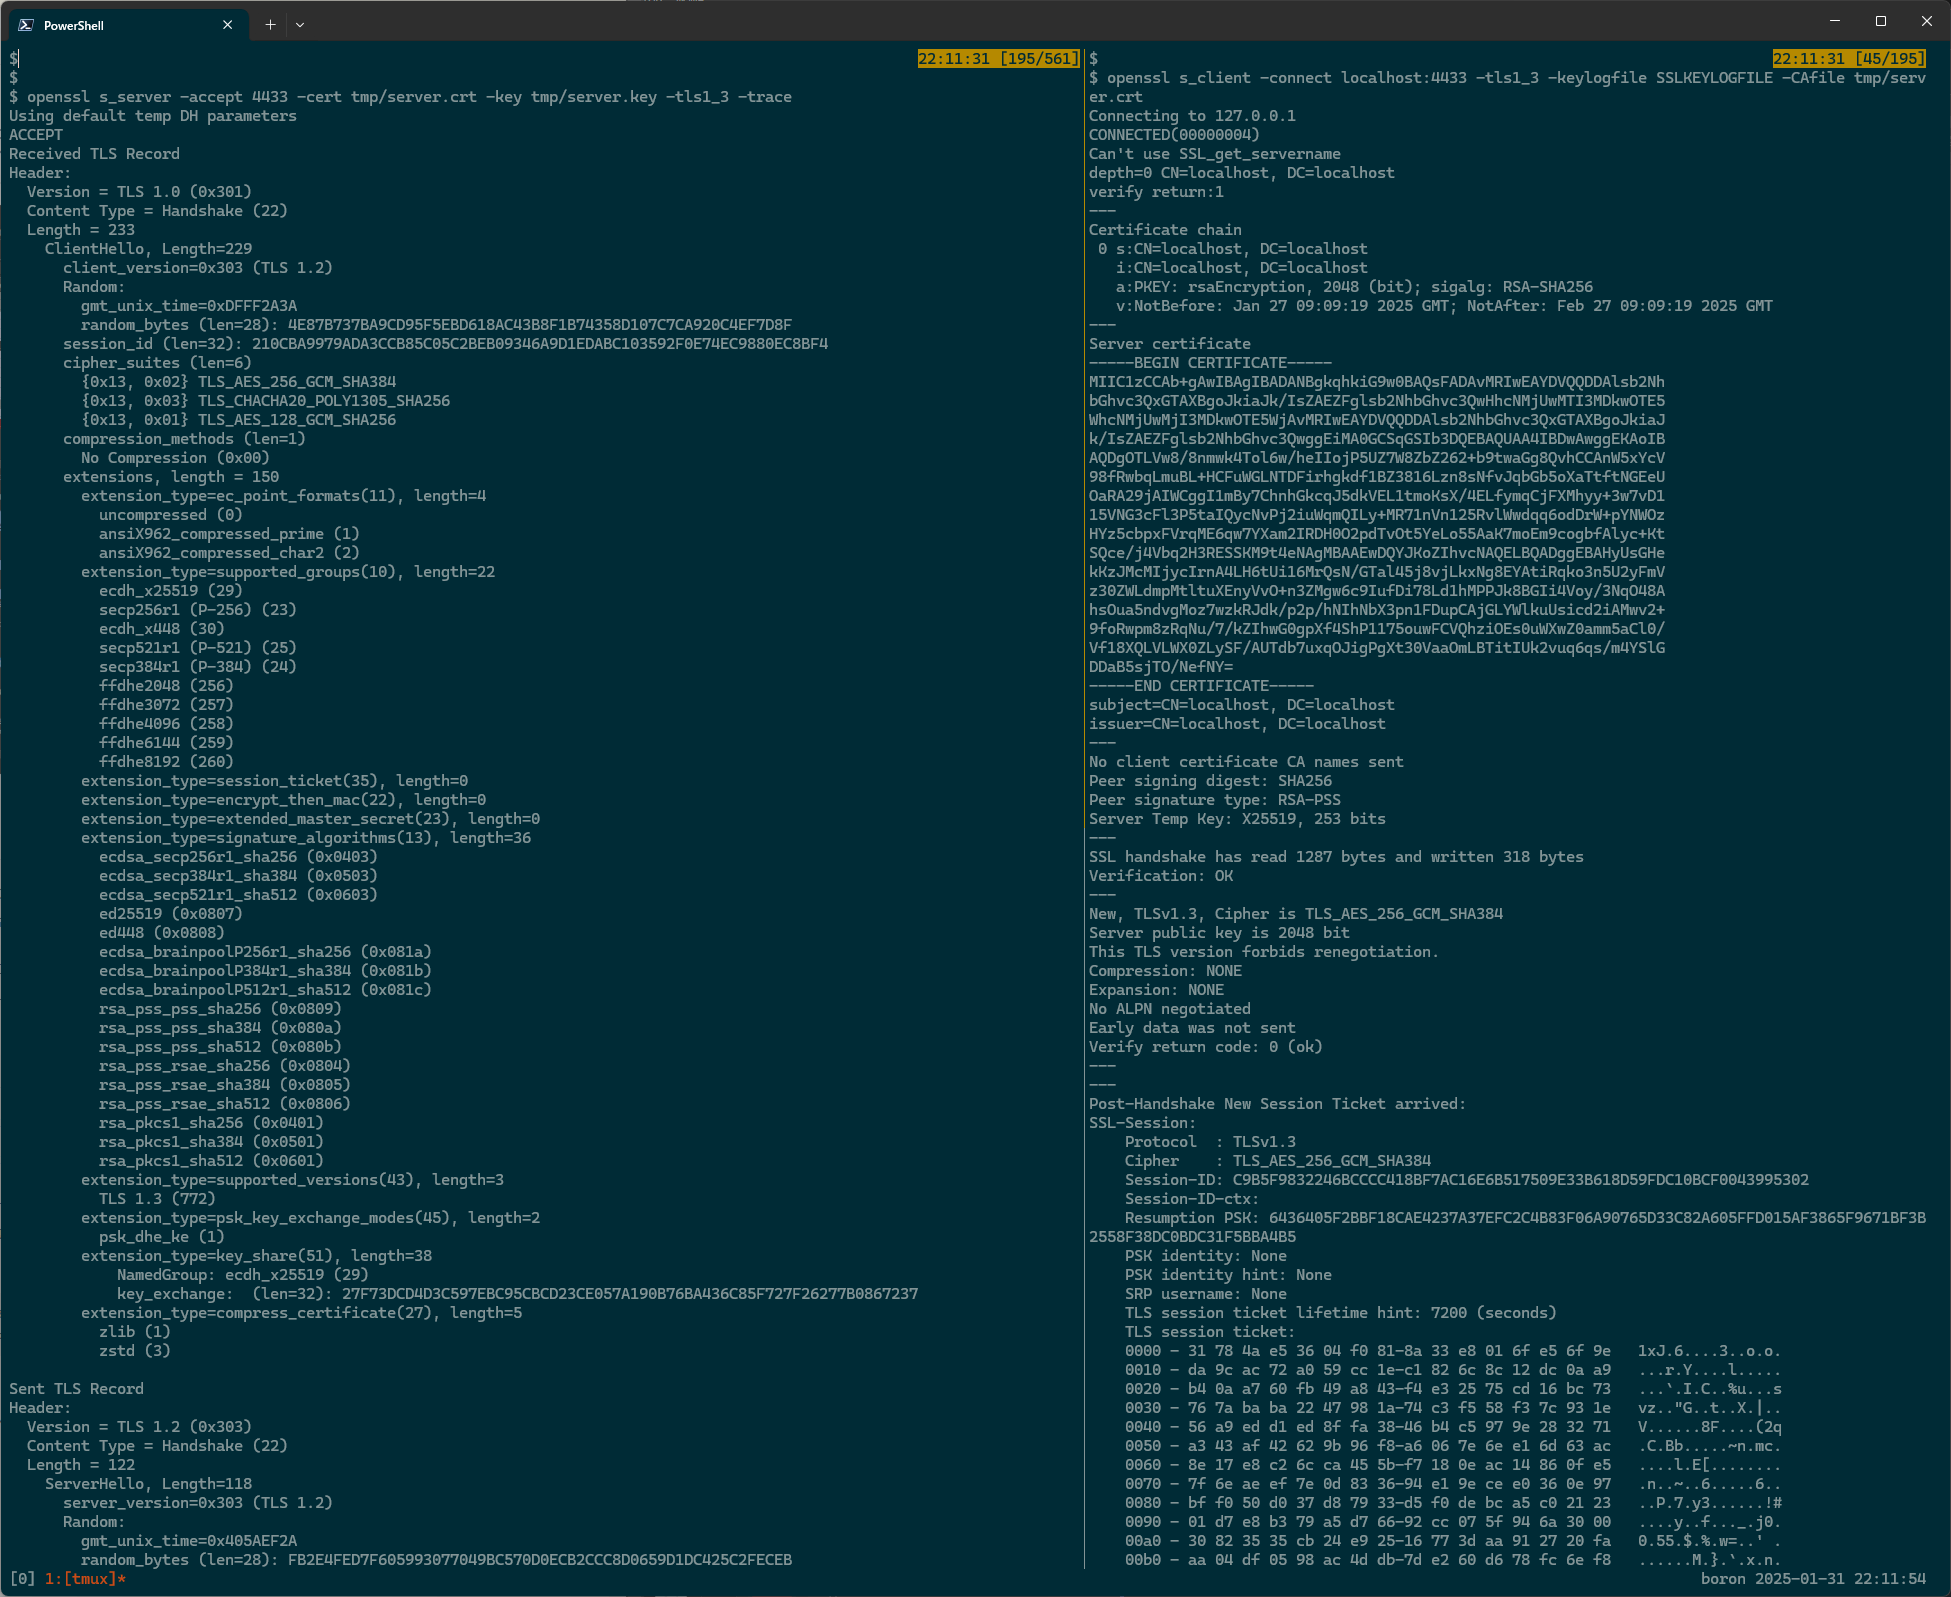 PowerShell
$ 22:11:31 [195/561]
$
$ openssl s_server -accept 4433 -cert tmp/server.crt -key tmp/server.key -tls1_3 -trace
Using default temp DH parameters
ACCEPT
Received TLS Record
Header:
Version = TLS 1.0 (0x301)
Content Type = Handshake (22)
Length = 233
ClientHello, Length=229
client_version=0x303 (TLS 1.2)
Random:
gmt_unix_time=0xDFFF2A3A
random_bytes (len=28): 4E87B737BA9CD95F5EBD618AC43B8F1B74358D107C7CA920C4EF7D8F
session_id (len=32): 210CBA9979ADA3CCB85C05C2BEB09346A9D1EDABC103592F0E74EC9880EC8BF4
cipher_suites (len=6)
{0x13, 0x02} TLS_AES_256_GCM_SHA384
{0x13, 0x03} TLS_CHACHA20_POLY1305_SHA256
{0x13, 0x01} TLS_AES_128_GCM_SHA256
compression_methods (len=1)
No Compression (0x00)
extensions, length = 150
extension_type=ec_point_formats(11), length=4
uncompressed (0)
ansiX962_compressed_prime (1)
ansiX962_compressed_char2 (2)
extension_type=supported_groups(10), length=22
ecdh_x25519 (29)
secp256r1 (P-256) (23)
ecdh_x448 (30)
secp521r1 (P-521) (25)
secp384r1 (P-384) (24)
ffdhe2048 (256)
ffdhe3072 (257)
ffdhe4096 (258)
ffdhe6144 (259)
ffdhe8192 (260)
extension_type=session_ticket(35), length=0
extension_type=encrypt_then_mac(22), length=0
extension_type=extended_master_secret(23), length=0
extension_type=signature_algorithms(13), length=36
ecdsa_secp256r1_sha256 (0x0403)
ecdsa_secp384r1_sha384 (0x0503)
ecdsa_secp521r1_sha512 (0x0603)
ed25519 (0x0807)
ed448 (0x0808)
ecdsa_brainpoolP256r1_sha256 (0x081a)
ecdsa_brainpoolP384r1_sha384 (0x081b)
ecdsa_brainpoolP512r1_sha512 (0x081c)
rsa_pss_pss_sha256 (0x0809)
rsa_pss_pss_sha384 (0x080a)
rsa_pss_pss_sha512 (0x080b)
rsa_pss_rsae_sha256 (0x0804)
rsa_pss_rsae_sha384 (0x0805)
rsa_pss_rsae_sha512 (0x0806)
rsa_pkcs1_sha256 (0x0401)
rsa_pkcs1_sha384 (0x0501)
rsa_pkcs1_sha512 (0x0601)
extension_type=supported_versions(43), length=3
TLS 1.3 (772)
extension_type=psk_key_exchange_modes(45), length=2
psk_dhe_ke (1)
extension_type=key_share(51), length=38
NamedGroup: ecdh_x25519 (29)
key_exchange:  (len=32): 27F73DCD4D3C597EBC95CBCD23CE057A190B76BA436C85F727F26277B0867237
extension_type=compress_certificate(27), length=5
zlib (1)
zstd (3)
Sent TLS Record
Header:
Version = TLS 1.2 (0x303)
Content Type = Handshake (22)
Length = 122
ServerHello, Length=118
server_version=0x303 (TLS 1.2)
Random:
gmt_unix_time=0x405AEF2A
random_bytes (len=28): FB2E4FED7F605993077049BC570D0ECB2CCC8D0659D1DC425C2FECEB
$ 22:11:31 [45/195]
$ openssl s_client -connect localhost:4433 -tls1_3 -keylogfile SSLKEYLOGFILE -CAfile tmp/serv
er.crt
Connecting to 127.0.0.1
CONNECTED(00000004)
Can't use SSL_get_servername
depth=0 CN=localhost, DC=localhost
verify return:1
---
Certificate chain
0 s:CN=localhost, DC=localhost
i:CN=localhost, DC=localhost
a:PKEY: rsaEncryption, 2048 (bit); sigalg: RSA-SHA256
v:NotBefore: Jan 27 09:09:19 2025 GMT; NotAfter: Feb 27 09:09:19 2025 GMT
---
Server certificate
-----BEGIN CERTIFICATE-----
MIIC1zCCAb+gAwIBAgIBADANBgkqhkiG9w0BAQsFADAvMRIwEAYDVQQDDAlsb2Nh
bGhvc3QxGTAXBgoJkiaJk/IsZAEZFglsb2NhbGhvc3QwHhcNMjUwMTI3MDkwOTE5
WhcNMjUwMjI3MDkwOTE5WjAvMRIwEAYDVQQDDAlsb2NhbGhvc3QxGTAXBgoJkiaJ
k/IsZAEZFglsb2NhbGhvc3QwggEiMA0GCSqGSIb3DQEBAQUAA4IBDwAwggEKAoIB
AQDgOTLVw8/8nmwk4Tol6w/heIIojP5UZ7W8ZbZ262+b9twaGg8QvhCCAnW5xYcV
98fRwbqLmuBL+HCFuWGLNTDFirhgkdf1BZ3816Lzn8sNfvJqbGb5oXaTtftNGEeU
OaRA29jAIWCggI1mBy7ChnhGkcqJ5dkVEL1tmoKsX/4ELfymqCjFXMhyy+3w7vD1
15VNG3cFl3P5taIQycNvPj2iuWqmQILy+MR71nVn125RvlWwdqq6odDrW+pYNWOz
HYz5cbpxFVrqME6qw7YXam2IRDH0O2pdTvOt5YeLo55AaK7moEm9cogbfAlyc+Kt
SQce/j4Vbq2H3RESSKM9t4eNAgMBAAEwDQYJKoZIhvcNAQELBQADggEBAHyUsGHe
kKzJMcMIjycIrnA4LH6tUi16MrQsN/GTal45j8vjLkxNg8EYAtiRqko3n5U2yFmV
z30ZWLdmpMtltuXEnyVvO+n3ZMgw6c9IufDi78Ld1hMPPJk8BGIi4Voy/3NqO48A
hsOua5ndvgMoz7wzkRJdk/p2p/hNIhNbX3pn1FDupCAjGLYWlkuUsicd2iAMwv2+
9foRwpm8zRqNu/7/kZIhwG0gpXf4ShP1175ouwFCVQhziOEs0uWXwZ0amm5aCl0/
Vf18XQLVLWX0ZLySF/AUTdb7uxqOJigPgXt30VaaOmLBTitIUk2vuq6qs/m4YSlG
DDaB5sjTO/NefNY=
-----END CERTIFICATE-----
subject=CN=localhost, DC=localhost
issuer=CN=localhost, DC=localhost
---
No client certificate CA names sent
Peer signing digest: SHA256
Peer signature type: RSA-PSS
Server Temp Key: X25519, 253 bits
---
SSL handshake has read 1287 bytes and written 318 bytes
Verification: OK
---
New, TLSv1.3, Cipher is TLS_AES_256_GCM_SHA384
Server public key is 2048 bit
This TLS version forbids renegotiation.
Compression: NONE
Expansion: NONE
No ALPN negotiated
Early data was not sent
Verify return code: 0 (ok)
---
---
Post-Handshake New Session Ticket arrived:
SSL-Session:
Protocol  : TLSv1.3
Cipher    : TLS_AES_256_GCM_SHA384
Session-ID: C9B5F9832246BCCCC418BF7AC16E6B517509E33B618D59FDC10BCF0043995302
Session-ID-ctx:
Resumption PSK: 6436405F2BBF18CAE4237A37EFC2C4B83F06A90765D33C82A605FFD015AF3865F9671BF3B
2558F38DC0BDC31F5BBA4B5
PSK identity: None
PSK identity hint: None
SRP username: None
TLS session ticket lifetime hint: 7200 (seconds)
TLS session ticket:
0000 - 31 78 4a e5 36 04 f0 81-8a 33 e8 01 6f e5 6f 9e   1xJ.6....3..o.o.
0010 - da 9c ac 72 a0 59 cc 1e-c1 82 6c 8c 12 dc 0a a9   ...r.Y....l.....
0020 - b4 0a a7 60 fb 49 a8 43-f4 e3 25 75 cd 16 bc 73   ...`.I.C..%u...s
0030 - 76 7a ba ba 22 47 98 1a-74 c3 f5 58 f3 7c 93 1e   vz.."G..t..X.|..
0040 - 56 a9 ed d1 ed 8f fa 38-46 b4 c5 97 9e 28 32 71   V......8F....(2q
0050 - a3 43 af 42 62 9b 96 f8-a6 06 7e 6e e1 6d 63 ac   .C.Bb.....~n.mc.
0060 - 8e 17 e8 c2 6c ca 45 5b-f7 18 0e ac 14 86 0f e5   ....l.E[........
0070 - 7f 6e ae ef 7e 0d 83 36-94 e1 9e ce e0 36 0e 97   .n..~..6.....6..
0080 - bf f0 50 d0 37 d8 79 33-d5 f0 de bc a5 c0 21 23   ..P.7.y3......!#
0090 - 01 d7 e8 b3 79 a5 d7 66-92 cc 07 5f 94 6a 30 00   ....y..f..._.j0.
00a0 - 30 82 35 35 cb 24 e9 25-16 77 3d aa 91 27 20 fa   0.55.$.%.w=..' .
00b0 - aa 04 df 05 98 ac 4d db-7d e2 60 d6 78 fc 6e f8   ......M.}.`.x.n.
[0] 1:[tmux]* boron 2025-01-31 22:11:54